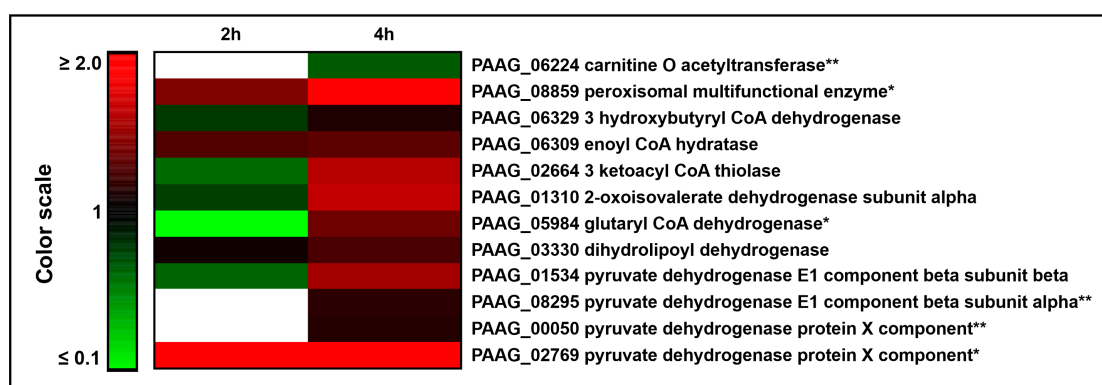 2h 4h
≥ 2.0
1
≤ 0.1
Color scale
PAAG_06224 carnitine O acetyltransferase**
PAAG_08859 peroxisomal multifunctional enzyme*
PAAG_06329 3 hydroxybutyryl CoA dehydrogenase
PAAG_06309 enoyl CoA hydratase
PAAG_02664 3 ketoacyl CoA thiolase
PAAG_01310 2-oxoisovalerate dehydrogenase subunit alpha
PAAG_05984 glutaryl CoA dehydrogenase*
PAAG_03330 dihydrolipoyl dehydrogenase
PAAG_01534 pyruvate dehydrogenase E1 component beta subunit beta
PAAG_08295 pyruvate dehydrogenase E1 component beta subunit alpha**
PAAG_00050 pyruvate dehydrogenase protein X component**
PAAG_02769 pyruvate dehydrogenase protein X component*